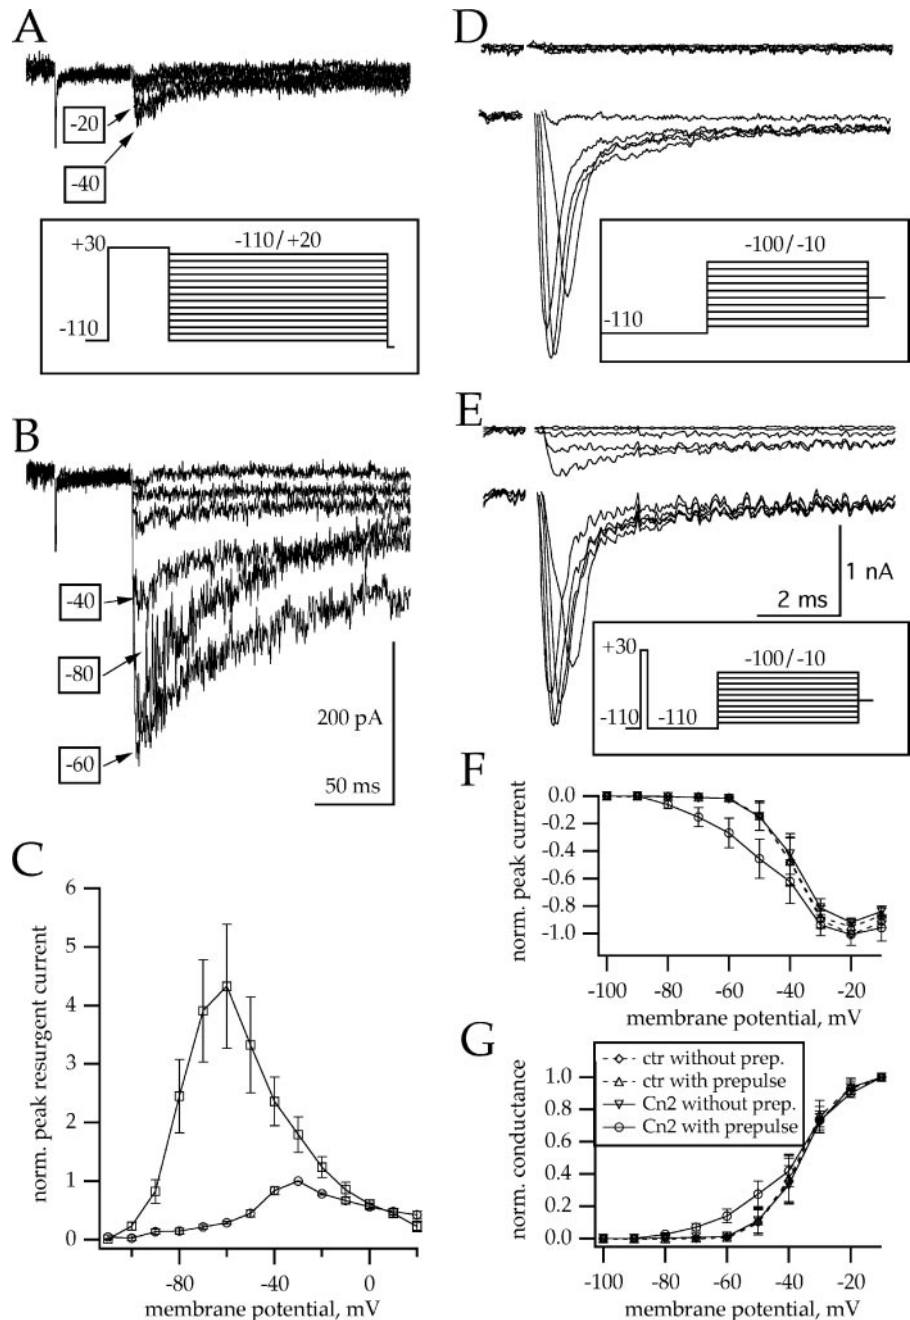 A
-20
-40
+30
-110/+20
-110
B
-40
-80
-60
200 pA
50 ms
C
norm. peak resurgent current
6
5
4
3
2
1
0
-80
-40
0
membrane potential, mV
D
-100/-10
-110
E
1 nA
2 ms
+30
-100/-10
-110
-110
F
norm. peak current
0.0
-0.2
-0.4
-0.6
-0.8
-1.0
-100
-80
-60
-40
-20
membrane potential, mV
G
norm. conductance
1.0
0.8
0.6
0.4
0.2
0.0
ctr without prep.
ctr with prepulse
Cn2 without prep.
Cn2 with prepulse
-100
-80
-60
-40
-20
membrane potential, mV